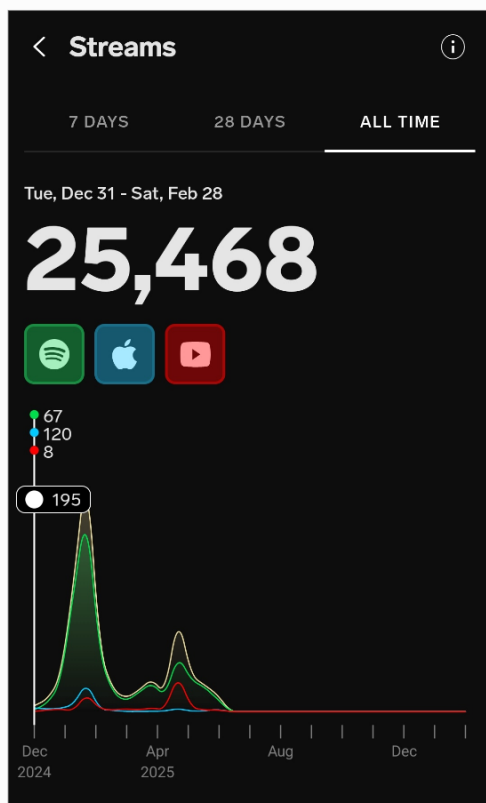 Streams
7 DAYS 28 DAYS ALL TIME
Tue, Dec 31 - Sat, Feb 28
25,468
67
120
8
195
Dec Apr Aug Dec
2024 2025